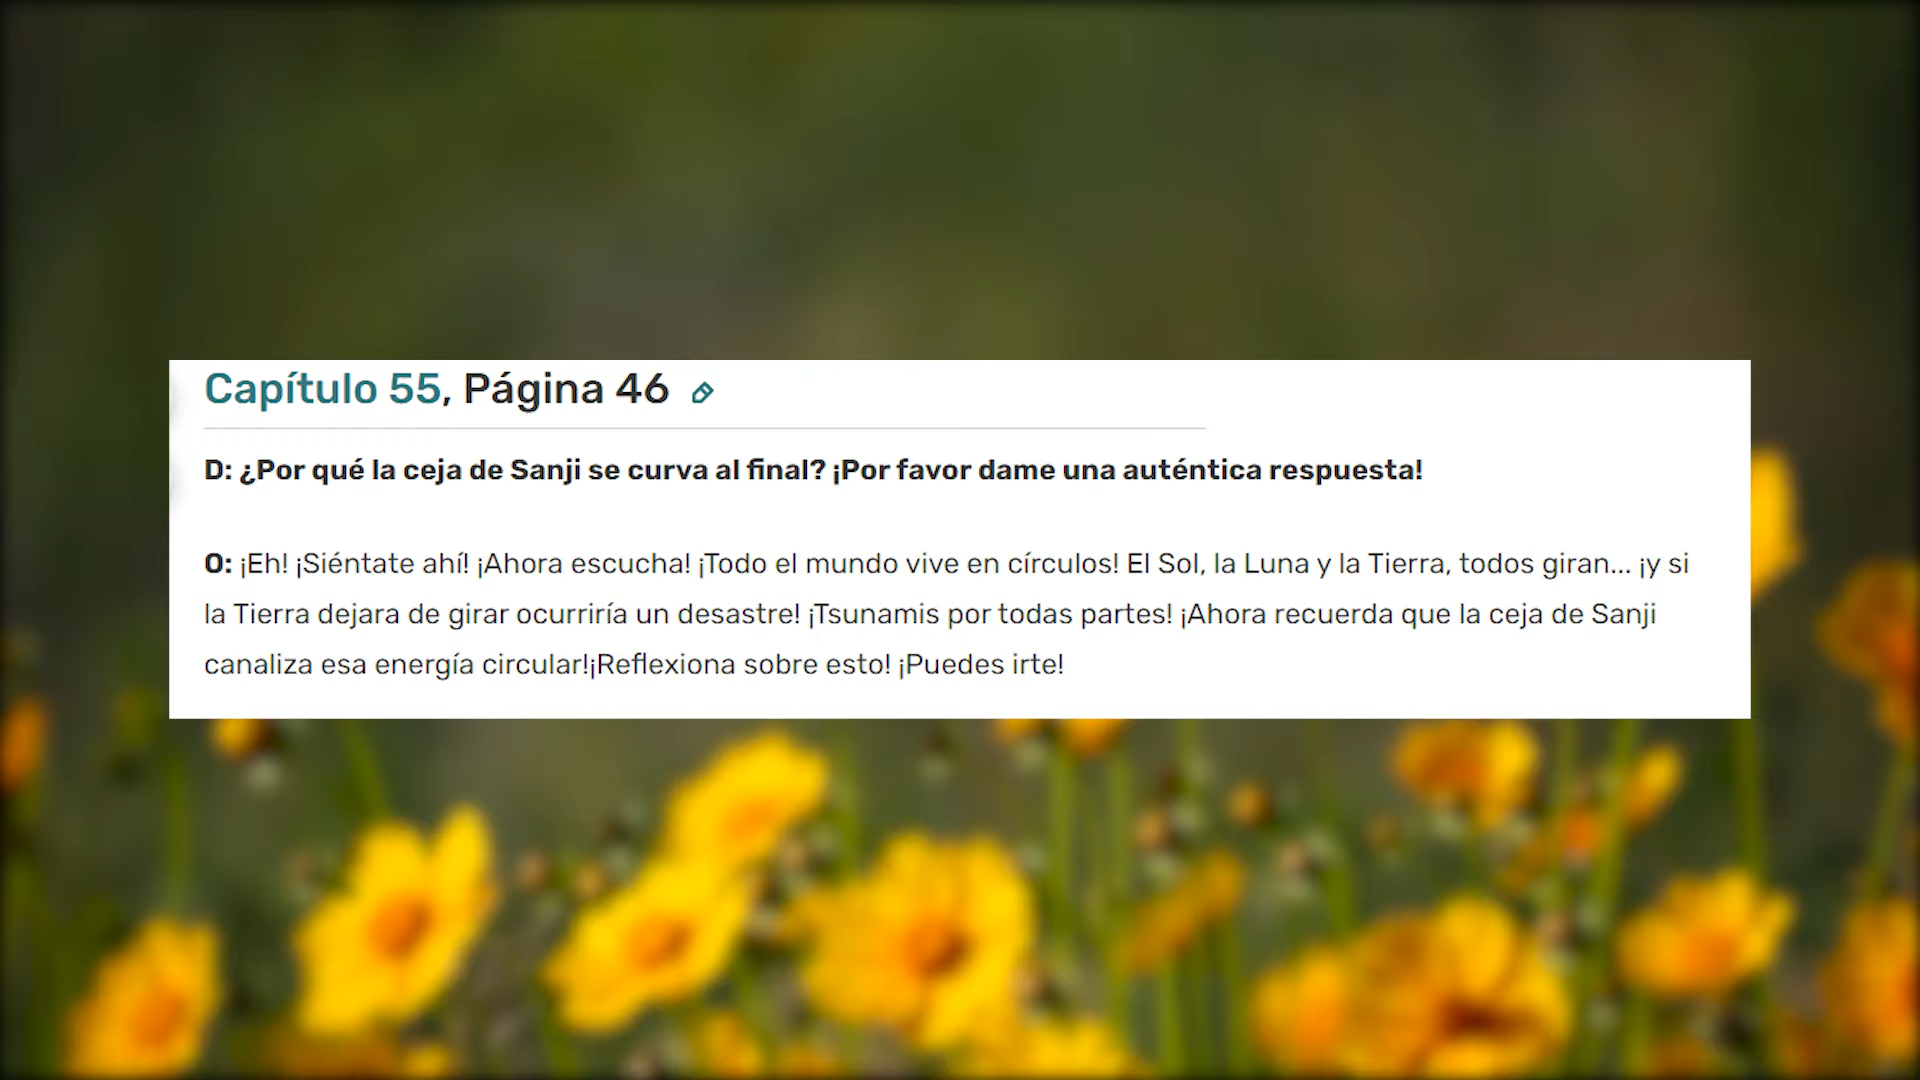 Capítulo 55, Página 46
D: ¿Por qué la ceja de Sanji se curva al final? ¡Por favor dame una auténtica respuesta!
O: ¡Eh! ¡Siéntate ahí! ¡Ahora escucha! ¡Todo el mundo vive en círculos! El Sol, la Luna y la Tierra, todos giran... ¡y si
la Tierra dejara de girar ocurriría un desastre! ¡Tsunamis por todas partes! ¡Ahora recuerda que la ceja de Sanji
canaliza esa energía circular!¡Reflexiona sobre esto! ¡Puedes irte!